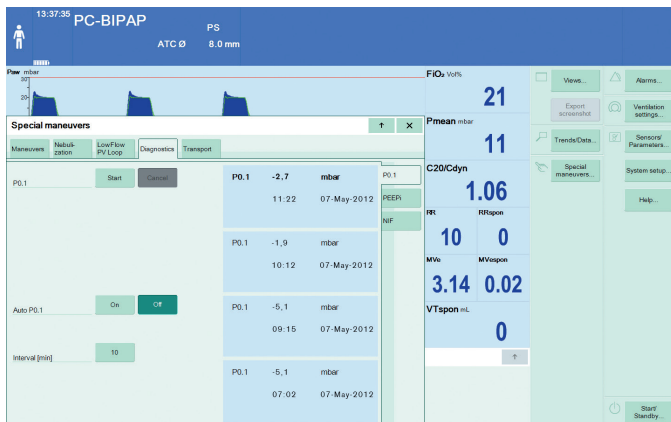 13:37:35
PC-BIPAP
PS
ATC Ø 8.0 mm
Paw mbar
30
20
Special maneuvers
Maneuvers
Nebuli-
zation
LowFlow
PV Loop
Diagnostics
Transport
P0.1
Start
Cancel
P0.1 -2,7 mbar
11:22 07-May-2012
P0.1 -1,9 mbar
10:12 07-May-2012
Auto P0.1
On
Off
P0.1 -5,1 mbar
09:15 07-May-2012
Interval [min]
10
P0.1 -5,1 mbar
07:02 07-May-2012
P0.1
PEEPi
NIF
FiO₂ Vol%
21
Pmean mbar
11
C20/Cdyn
1.06
RR RRspon
10 0
MVe MVespon
3.14 0.02
VTspon mL
0
Views...
Alarms...
Export
screenshot
Ventilation
settings...
Trends/Data...
Sensors/
Parameters...
Special
maneuvers...
System setup...
Help...
Start/
Standby...